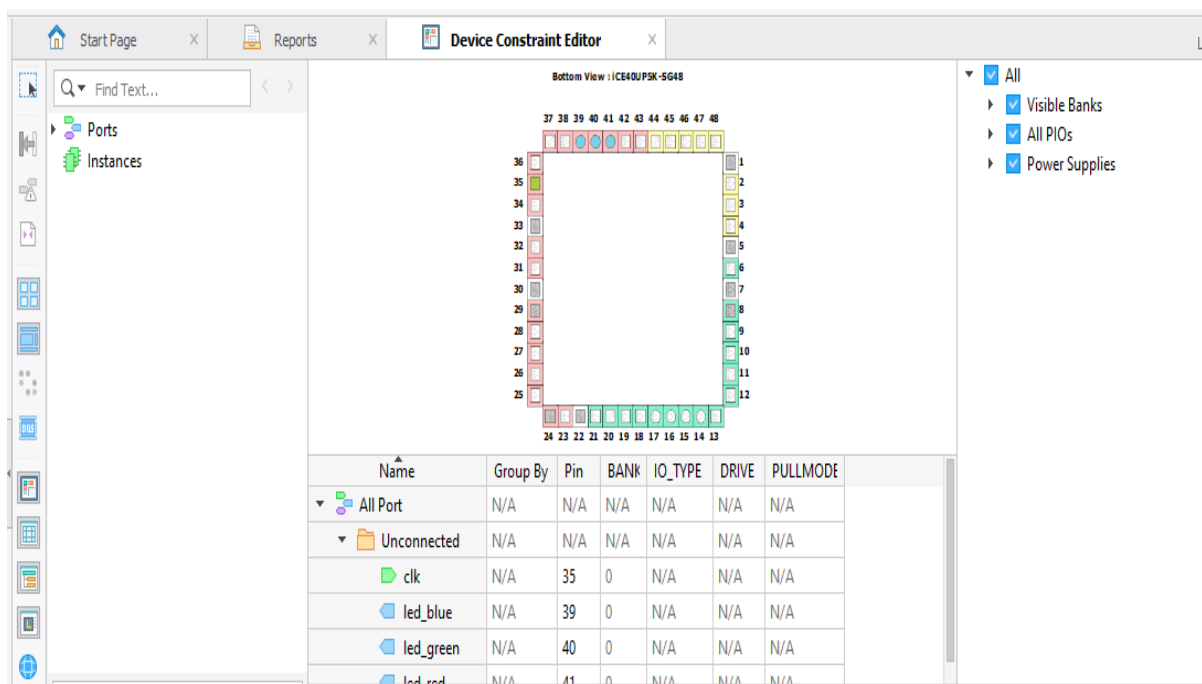 Start Page
Reports
Device Constraint Editor
L
Find Text...
Ports
Instances
Bottom View : iCE40UP5K-SG48
37 38 39 40 41 42 43 44 45 46 47 48
36 1
35 2
34 3
33 4
32 5
31 6
30 7
29 8
28 9
27 10
26 11
25 12
24 23 22 21 20 19 18 17 16 15 14 13
All
Visible Banks
All PIOs
Power Supplies
DQS
Name Group By Pin BANK IO_TYPE DRIVE PULLMODE
All Port N/A N/A N/A N/A N/A N/A
Unconnected N/A N/A N/A N/A N/A N/A
clk N/A 35 0 N/A N/A N/A
led_blue N/A 39 0 N/A N/A N/A
led_green N/A 40 0 N/A N/A N/A
led_red N/A 41 0 N/A N/A N/A